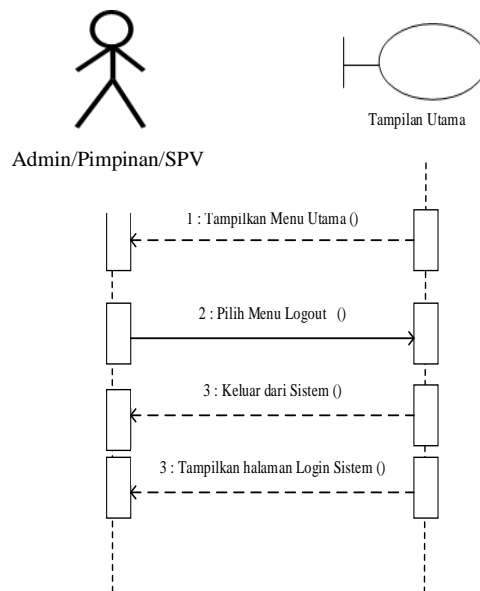 Tampilan Utama
Admin/Pimpinan/SPV
1 : Tampilkan Menu Utama ()
2 : Pilih Menu Logout ()
3 : Keluar dari Sistem ()
3 : Tampilkan halaman Login Sistem ()